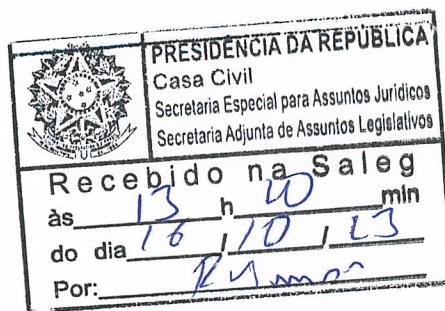 PRESIDÊNCIA DA REPÚBLICA
Casa Civil
Secretaria Especial para Assuntos Jurídicos
Secretaria Adjunta de Assuntos Legislativos
Recebido na Saleg
às 13 h 20 min
do dia 16 / 10 / 23
Por: